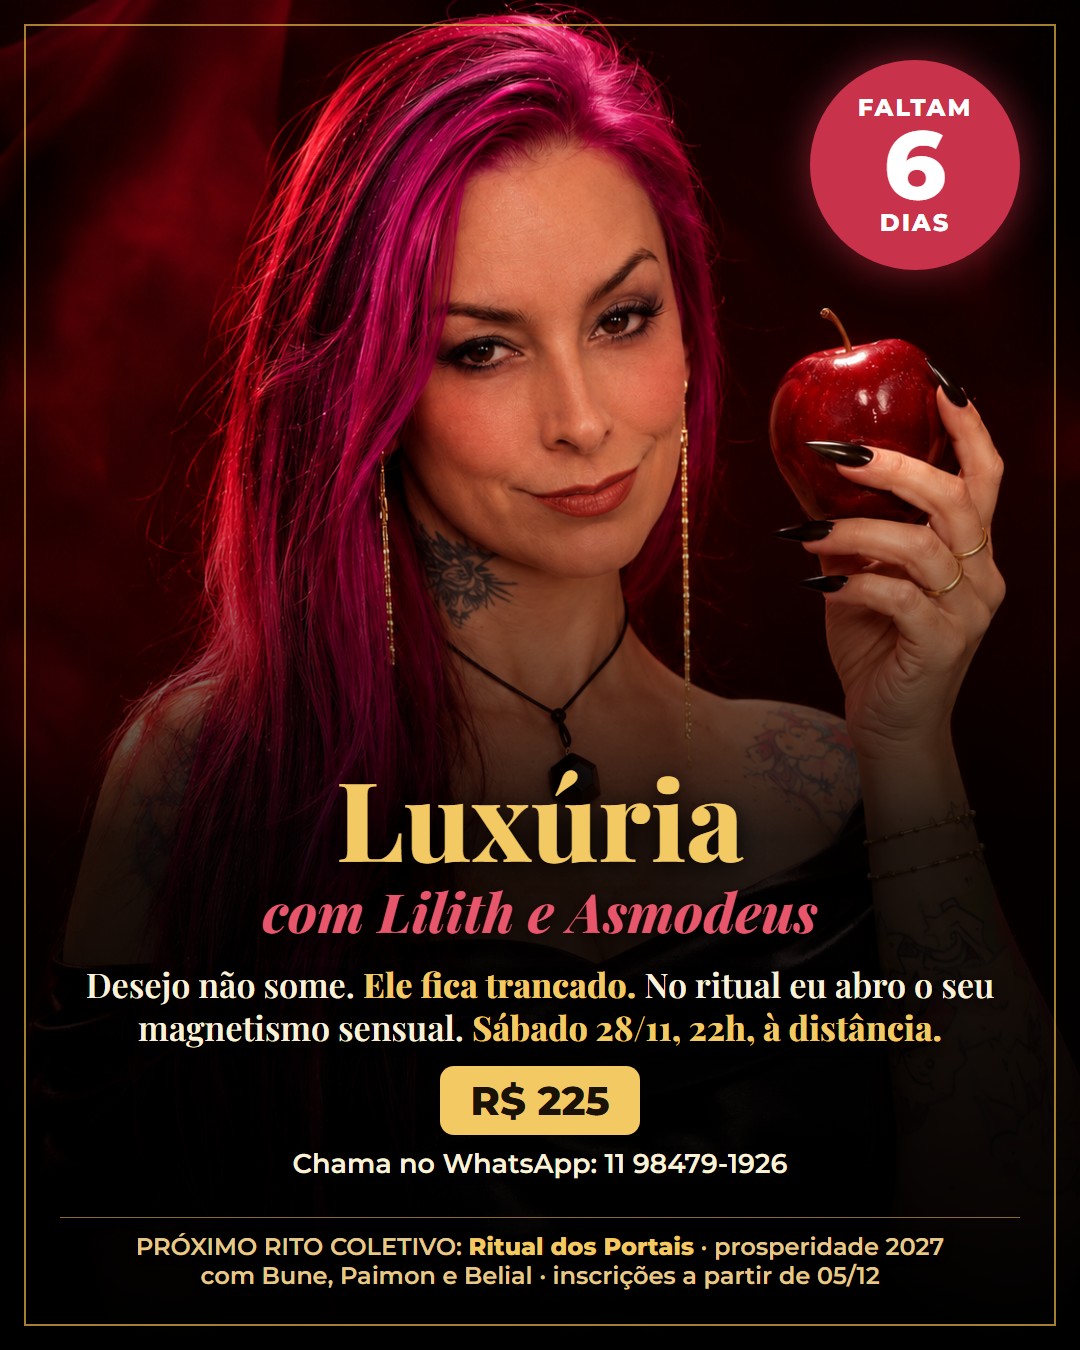 FALTAM
6
DIAS
Luxúria
com Lilith e Asmodeus
Desejo não some. Ele fica trancado. No ritual eu abro o seu
magnetismo sensual. Sábado 28/11, 22h, à distância.
R$ 225
Chama no WhatsApp: 11 98479-1926
PRÓXIMO RITO COLETIVO: Ritual dos Portais · prosperidade 2027
com Bune, Paimon e Belial · inscrições a partir de 05/12